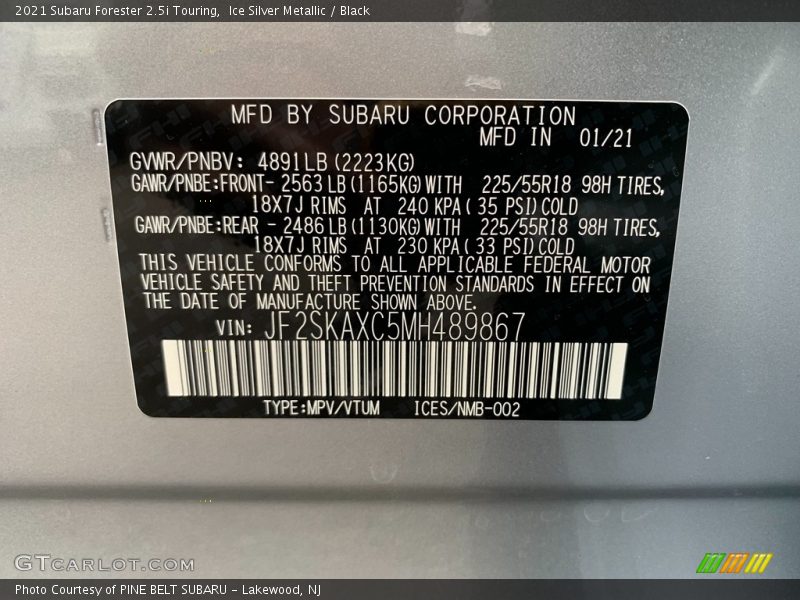 2021 Subaru Forester 2.5i Touring,  Ice Silver Metallic / Black
MFD BY SUBARU CORPORATION
MFD IN 01/21
GVWR/PNBV: 4891LB(2223KG)
GAWR/PNBE:FRONT- 2563LB(1165KG)WITH 225/55R18 98H TIRES,
18X7J RIMS AT 240 KPA( 35 PSI)COLD
GAWR/PNBE:REAR - 2486LB(1130KG)WITH 225/55R18 98H TIRES,
18X7J RIMS AT 230 KPA( 33 PSI)COLD
THIS VEHICLE CONFORMS TO ALL APPLICABLE FEDERAL MOTOR
VEHICLE SAFETY AND THEFT PREVENTION STANDARDS IN EFFECT ON
THE DATE OF MANUFACTURE SHOWN ABOVE.
VIN: JF2SKAXC5MH489867
TYPE:MPV/VTUM ICES/NMB-002
GTCARLOT.COM
Photo Courtesy of PINE BELT SUBARU - Lakewood, NJ